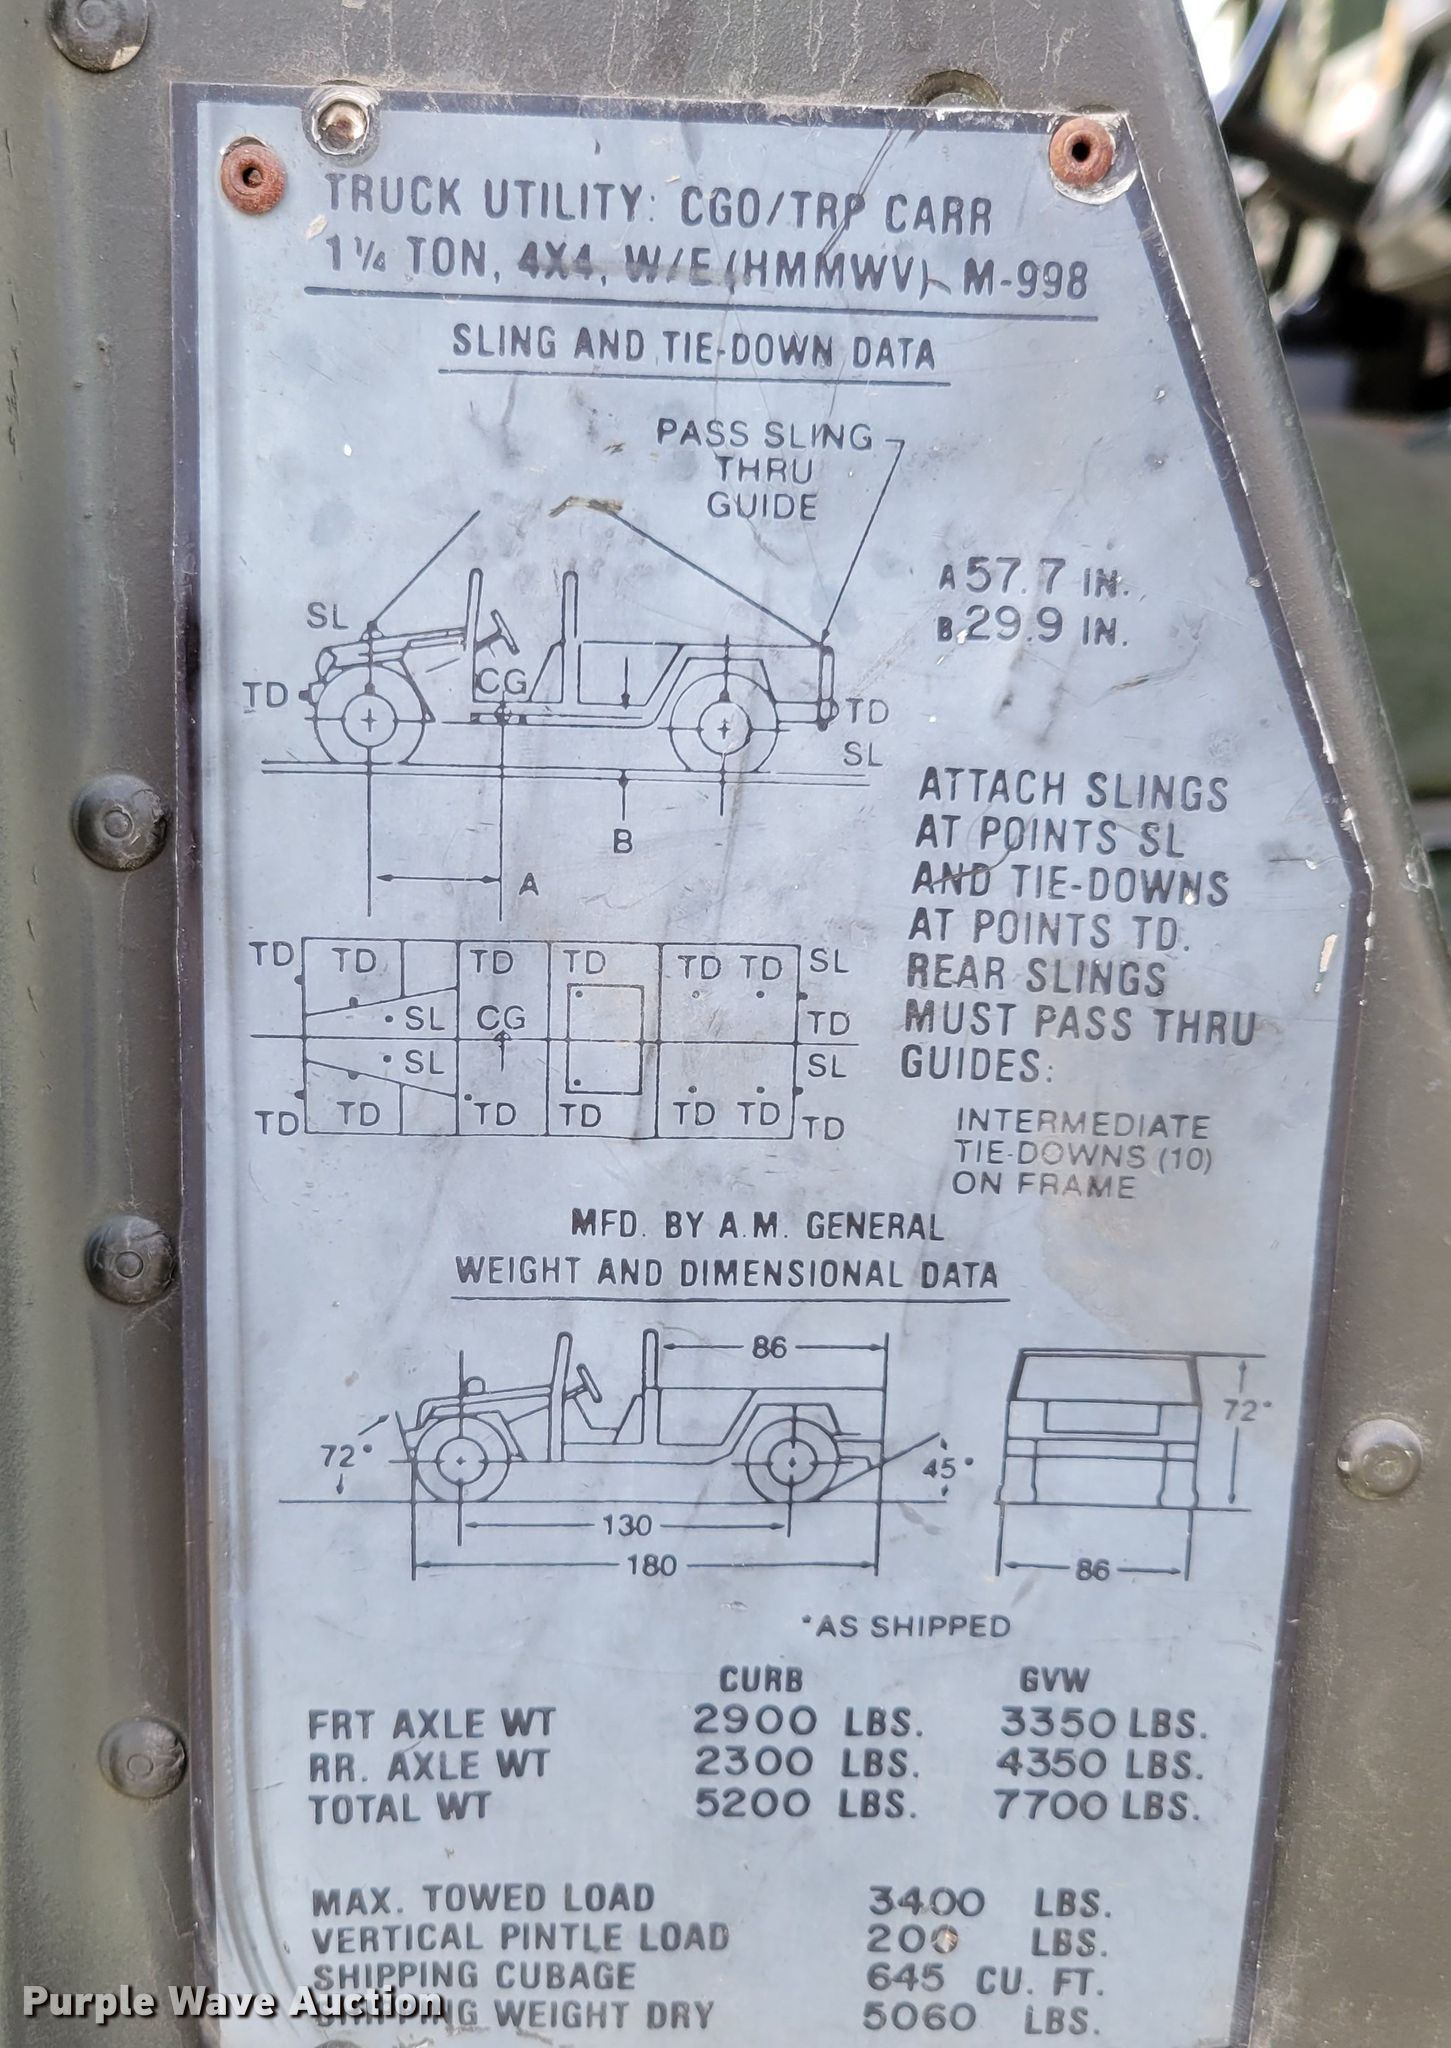 TRUCK UTILITY: CGO/TRP CARR
1¼ TON, 4X4, W/E (HMMWV) M-998
SLING AND TIE-DOWN DATA
PASS SLING
THRU
GUIDE
A 57.7 IN.
B 29.9 IN.
SL
TD
CG
TD
SL
B
A
ATTACH SLINGS
AT POINTS SL
AND TIE-DOWNS
AT POINTS TD.
REAR SLINGS
MUST PASS THRU
GUIDES:
TD TD TD TD TD TD SL
SL CG TD
SL SL
TD TD TD TD TD TD TD
INTERMEDIATE
TIE-DOWNS (10)
ON FRAME
MFD. BY A.M. GENERAL
WEIGHT AND DIMENSIONAL DATA
86
72°
45°
72*
130
180
86
*AS SHIPPED
CURB GVW
FRT AXLE WT 2900 LBS. 3350 LBS.
RR. AXLE WT 2300 LBS. 4350 LBS.
TOTAL WT 5200 LBS. 7700 LBS.
MAX. TOWED LOAD 3400 LBS.
VERTICAL PINTLE LOAD 200 LBS.
SHIPPING CUBAGE 645 CU. FT.
SHIPPING WEIGHT DRY 5060 LBS.
Purple Wave Auction